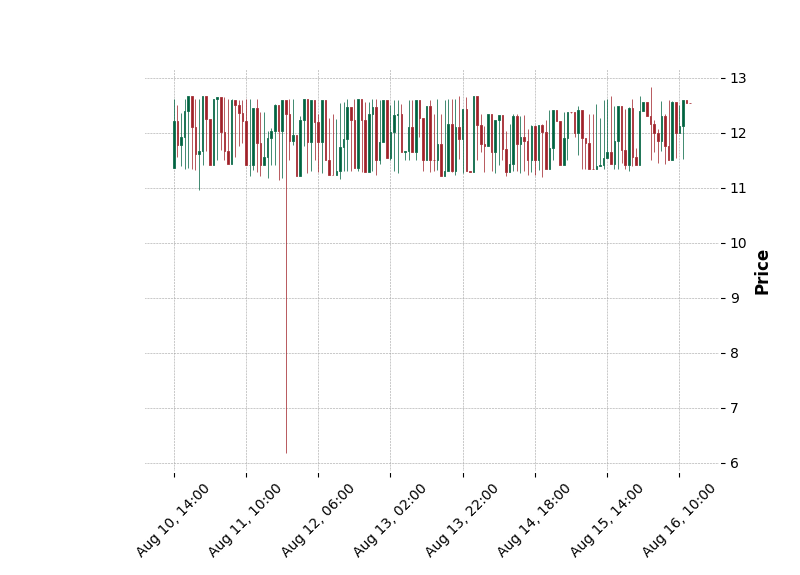 13
12
11
10
9
8
7
6
Price
Aug 10, 14:00
Aug 11, 10:00
Aug 12, 06:00
Aug 13, 02:00
Aug 13, 22:00
Aug 14, 18:00
Aug 15, 14:00
Aug 16, 10:00